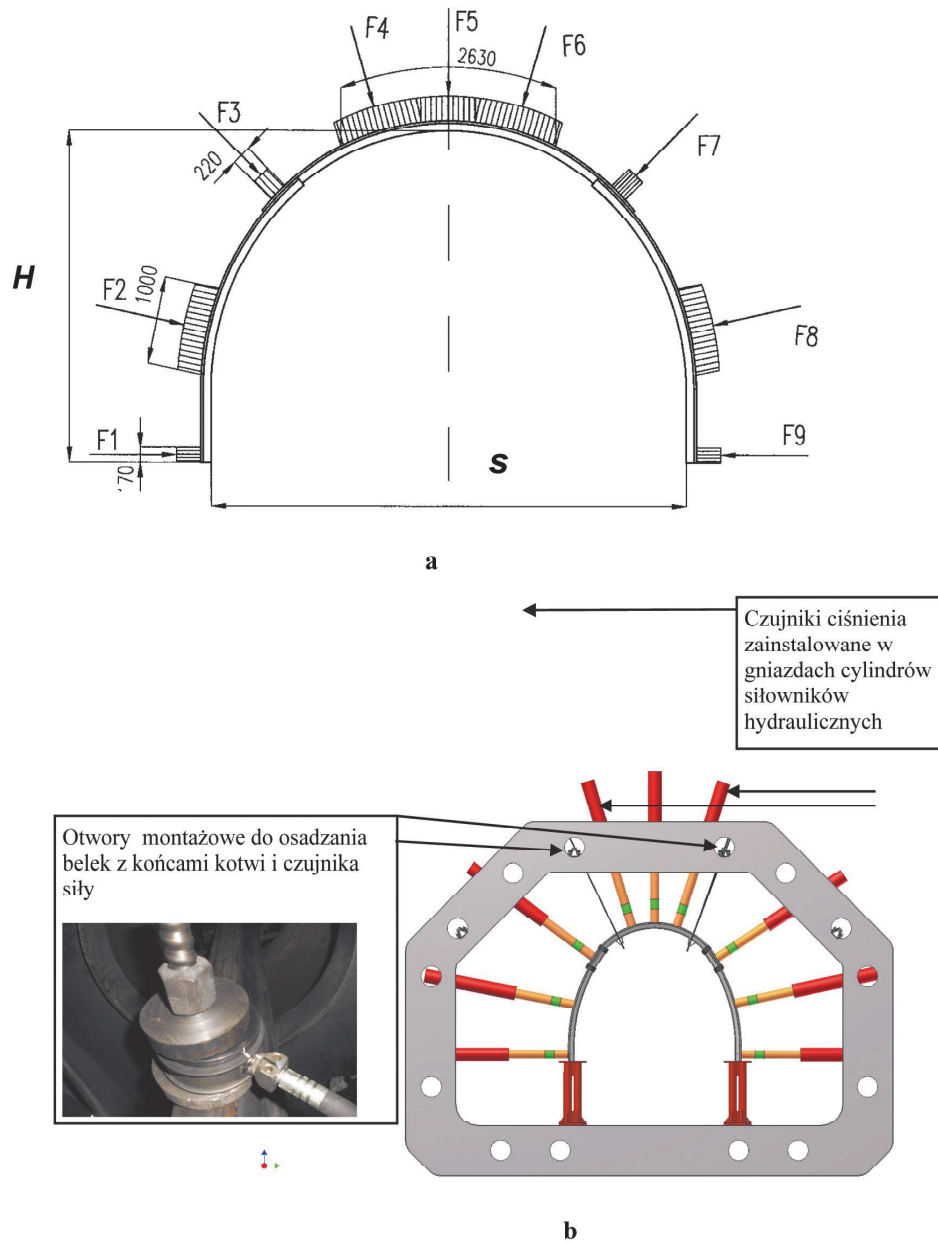 F5
F4
F6
2630
F3
220
F7
H
1000
F2
F8
F1
F9
S
a
Czujniki ciśnienia
zainstalowane w
gniazdach cylindrów
siłowników
hydraulicznych
Otwory montażowe do osadzania
belek z końcami kotwi i czujnika
siły
b